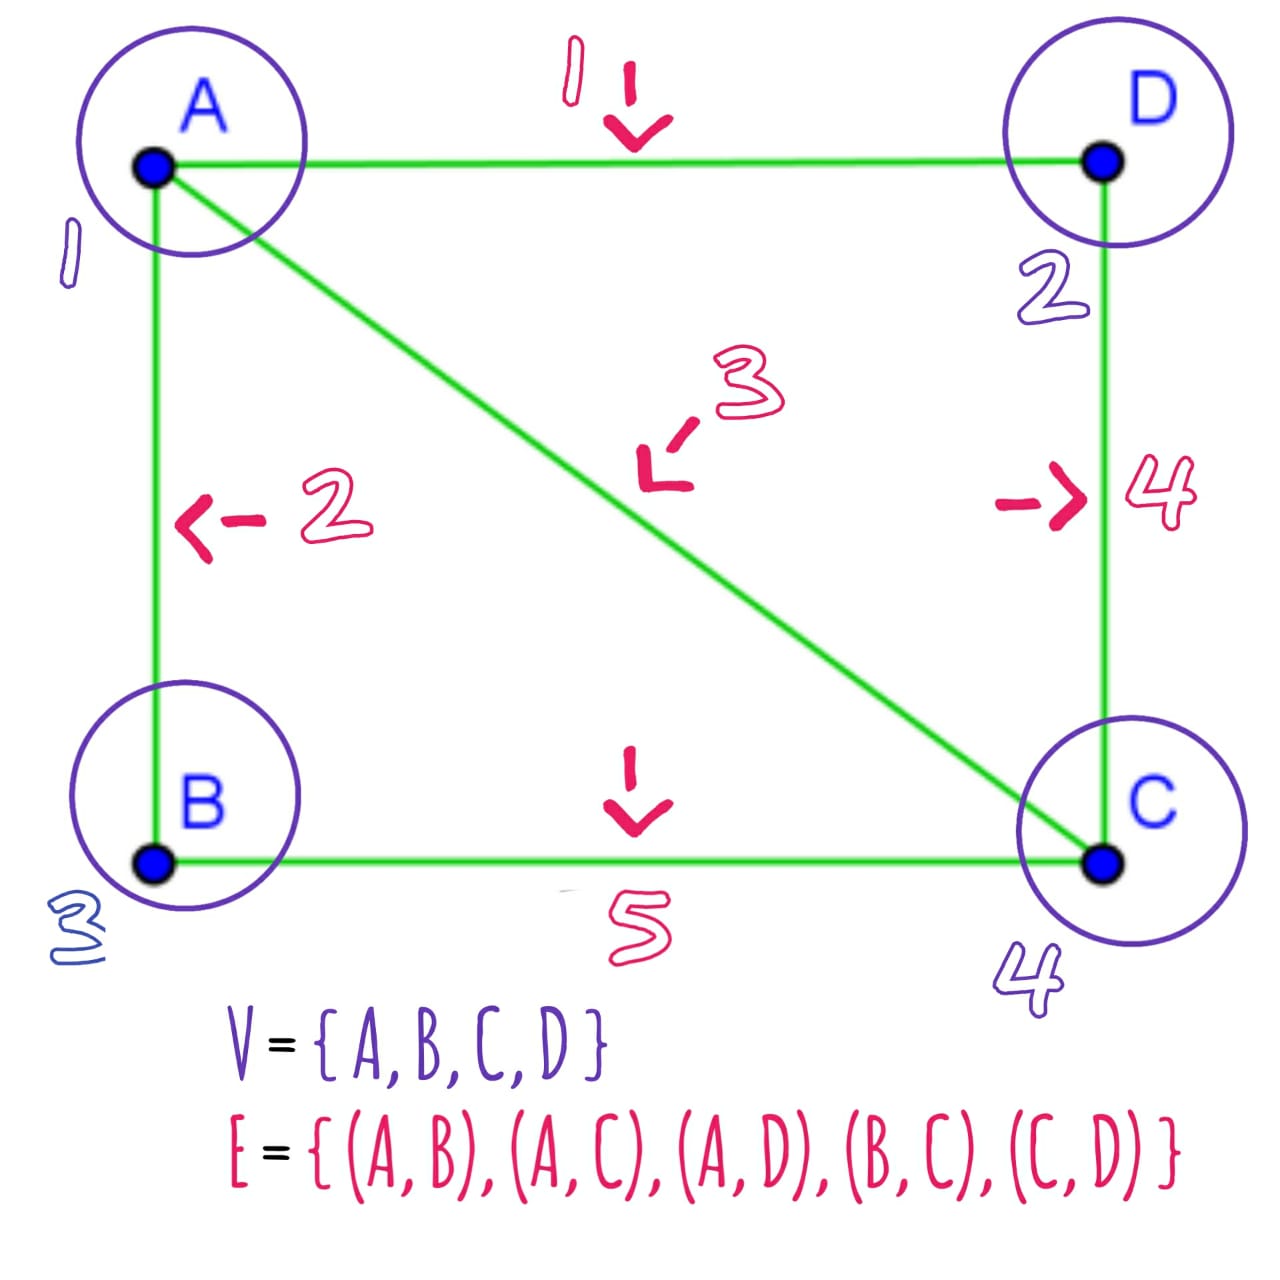 1
A
D
1
2
3
2
4
B
C
5
3
4
V = { A, B, C, D }
E = { (A, B), (A, C), (A, D), (B, C), (C, D) }